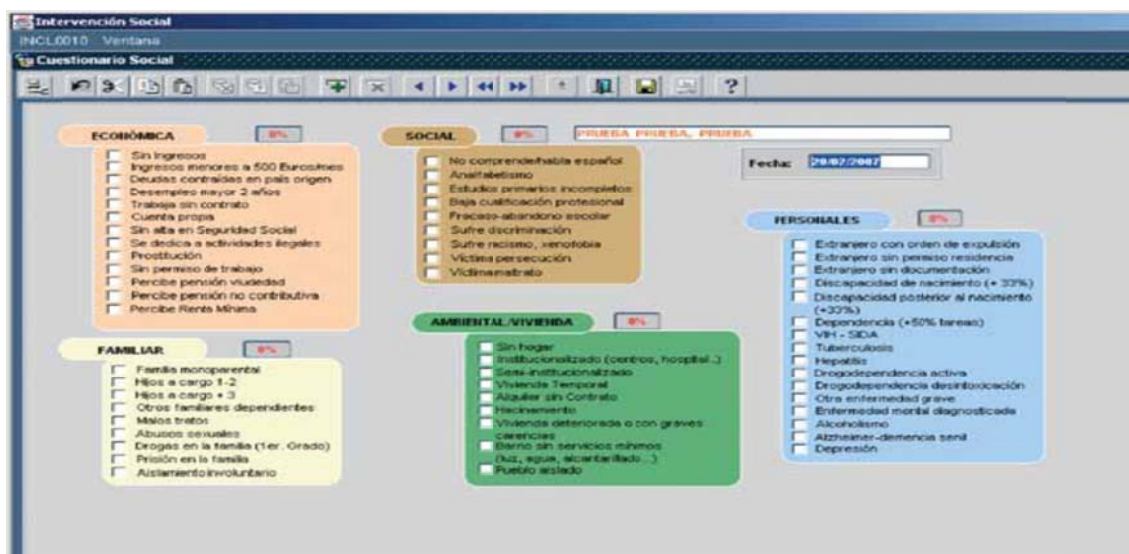 Intervención Social
INCL0010 Ventana
Cuestionario Social
ECONÓMICA 0%
Sin Ingresos
Ingresos menores a 500 Euros/mes
Deudas contraídas en país origen
Desempleo mayor 2 años
Trabaja sin contrato
Cuenta propia
Sin alta en Seguridad Social
Se dedica a actividades ilegales
Prostitución
Sin permiso de trabajo
Percibe pensión viudedad
Percibe pensión no contributiva
Percibe Renta Mínima
FAMILIAR 0%
Familia monoparental
Hijos a cargo 1-2
Hijos a cargo + 3
Otros familiares dependientes
Malos tratos
Abusos sexuales
Drogas en la familia (1er. Grado)
Prisión en la familia
Aislamiento involuntario
SOCIAL 0%
PRUEBA PRUEBA, PRUEBA
No comprende/habla español
Analfabetismo
Estudios primarios incompletos
Baja cualificación profesional
Fracaso-abandono escolar
Sufre discriminación
Sufre racismo, xenofobia
Víctima persecución
Víctima matrato
AMBIENTAL/VIVIENDA 0%
Sin hogar
Institucionalizado (centros, hospital..)
Semi-institucionalizado
Vivienda Temporal
Alquiler sin Contrato
Hacinamiento
Vivienda deteriorada o con graves
carencias
Barrio sin servicios mínimos
(luz, agua, alcantarillado...)
Pueblo aislado
Fecha: 20/02/2007
PERSONALES 0%
Extranjero con orden de expulsión
Extranjero sin permiso residencia
Extranjero sin documentación
Discapacidad de nacimiento (+ 33%)
Discapacidad posterior al nacimiento
(+33%)
Dependencia (+50% tareas)
VIH - SIDA
Tuberculosis
Hepatitis
Drogodependencia activa
Drogodependencia desintoxicación
Otra enfermedad grave
Enfermedad mental diagnosticada
Alcoholismo
Alzheimer-demencia senil
Depresión